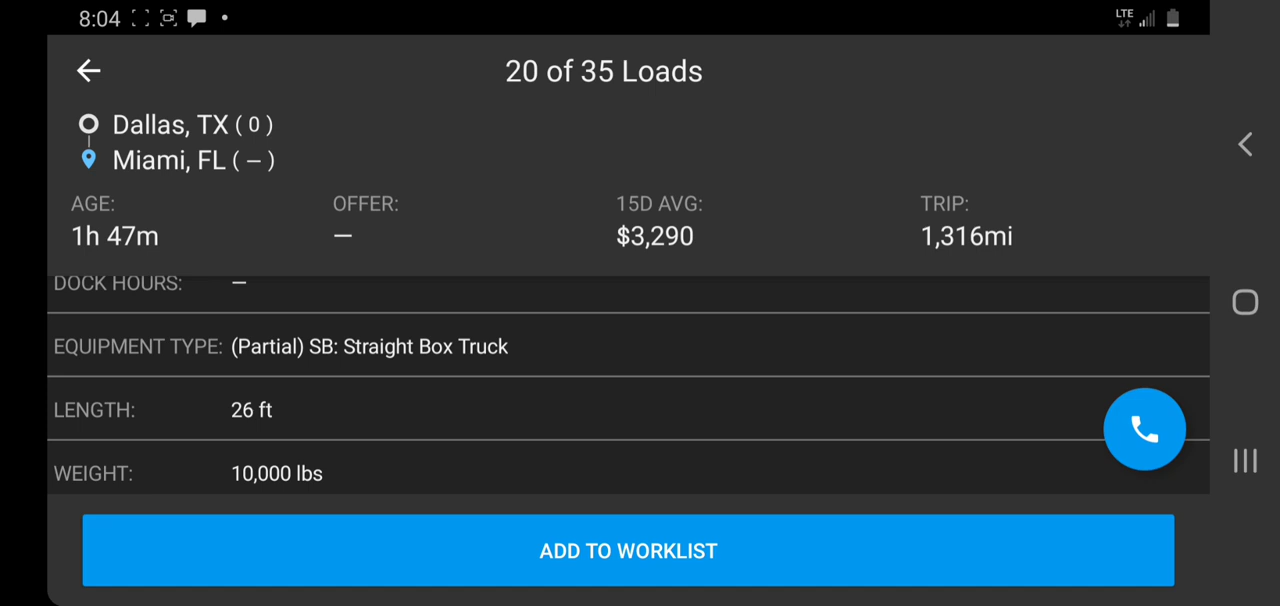 8:04
LTE
20 of 35 Loads
Dallas, TX ( 0 )
Miami, FL ( – )
AGE: OFFER: 15D AVG: TRIP:
1h 47m — $3,290 1,316mi
DOCK HOURS: —
EQUIPMENT TYPE: (Partial) SB: Straight Box Truck
LENGTH: 26 ft
WEIGHT: 10,000 lbs
ADD TO WORKLIST